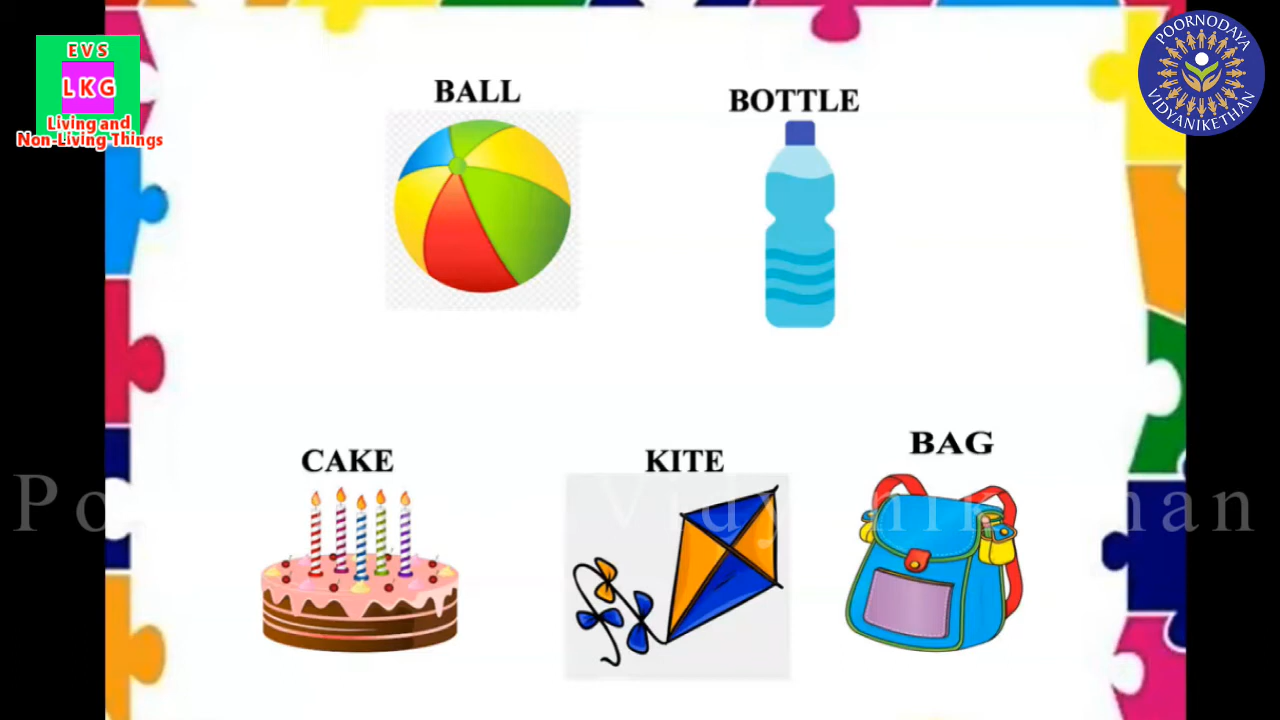 EVS
LKG
Living and
Non-Living Things
POORNODAYA
VIDYANIKETHAN
BALL
BOTTLE
CAKE
KITE
BAG